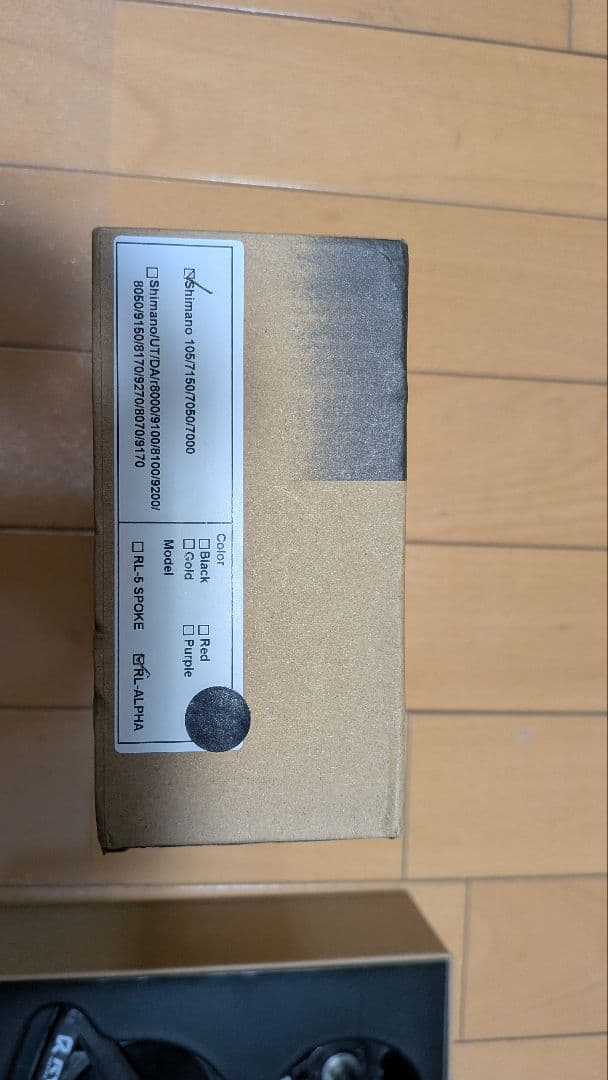 Shimano 105/7150/7050/7000
Shimano/UT/DA/r8000/9100/8100/9200/
8050/9150/8170/9270/8070/9170
Color
Black Red
Gold Purple
Model
RL-5 SPOKE RL-ALPHA